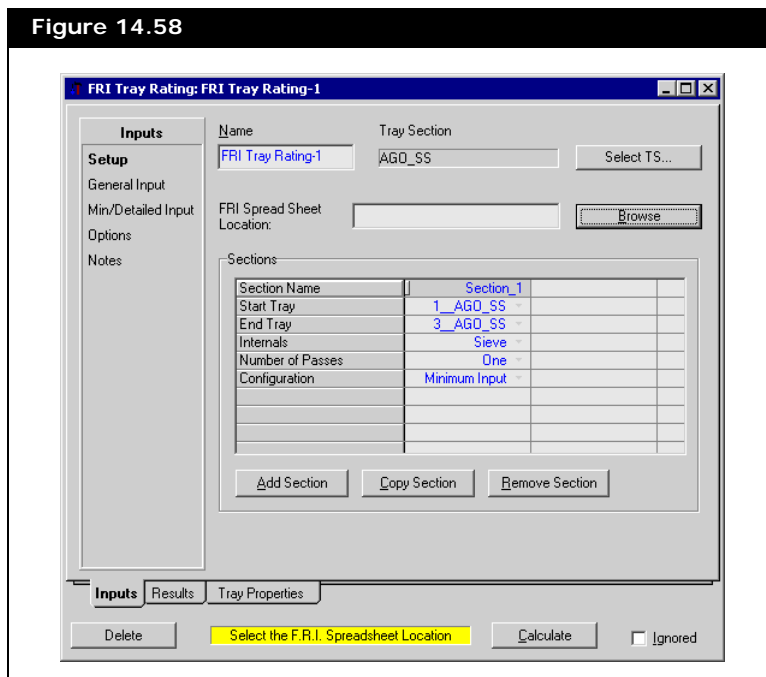 Figure 14.58
FRI Tray Rating: FRI Tray Rating-1
Inputs
Setup
General Input
Min/Detailed Input
Options
Notes
Name
Tray Section
FRI Tray Rating-1
AGO_SS
Select TS...
FRI Spread Sheet
Location:
Browse
Sections
Section Name Section_1
Start Tray 1__AGO_SS
End Tray 3__AGO_SS
Internals Sieve
Number of Passes One
Configuration Minimum Input
Add Section Copy Section Remove Section
Inputs Results Tray Properties
Delete Select the F.R.I. Spreadsheet Location Calculate Ignored